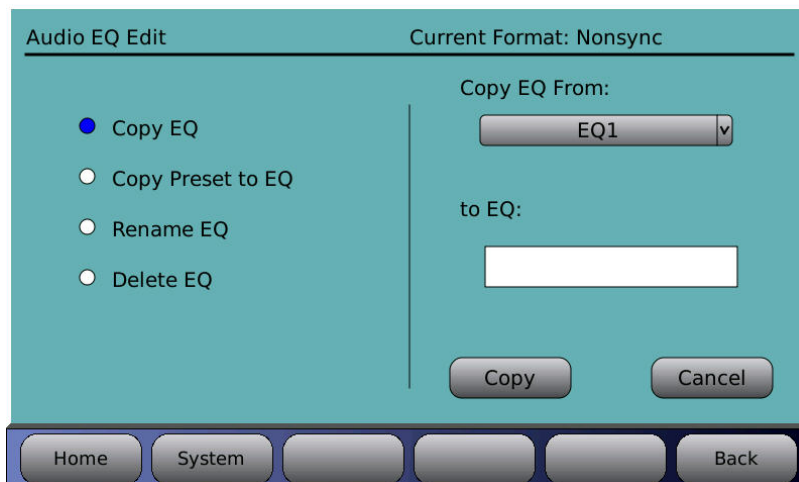 Audio EQ Edit
Current Format: Nonsync
Copy EQ
Copy Preset to EQ
Rename EQ
Delete EQ
Copy EQ From:
EQ1
to EQ:
Copy
Cancel
Home
System
Back